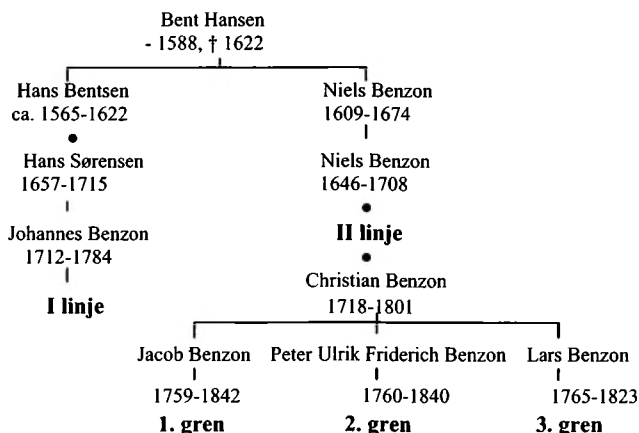 Bent Hansen
- 1588, † 1622
Hans Bentsen Niels Benzon
ca. 1565-1622 1609-1674
Hans Sørensen Niels Benzon
1657-1715 1646-1708
Johannes Benzon II linje
1712-1784
I linje Christian Benzon
1718-1801
Jacob Benzon Peter Ulrik Friderich Benzon Lars Benzon
1759-1842 1760-1840 1765-1823
1. gren 2. gren 3. gren